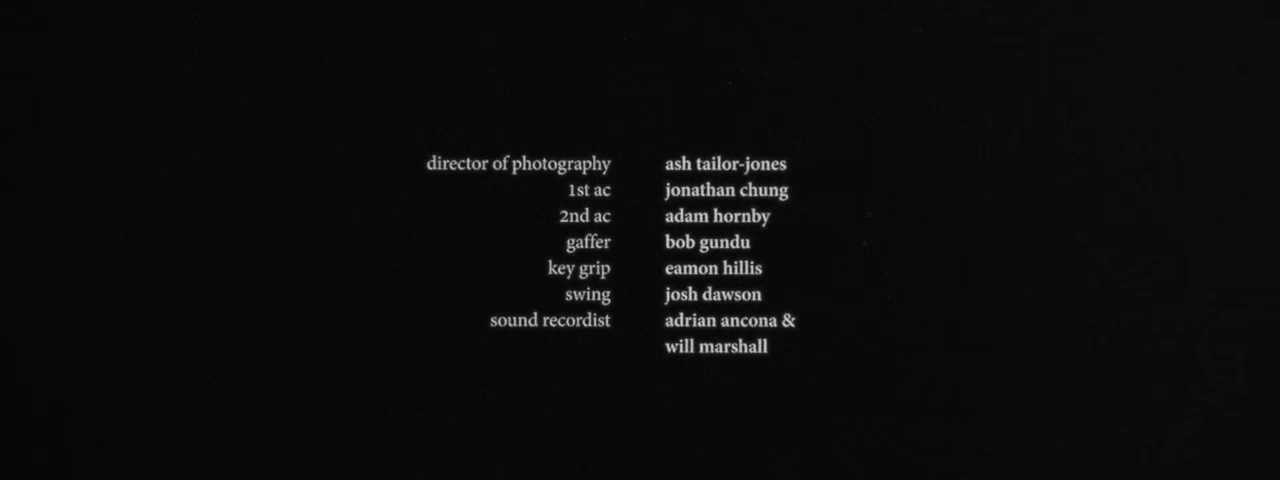 director of photography ash tailor-jones
1st ac jonathan chung
2nd ac adam hornby
gaffer bob gundu
key grip eamon hillis
swing josh dawson
sound recordist adrian ancona &
will marshall